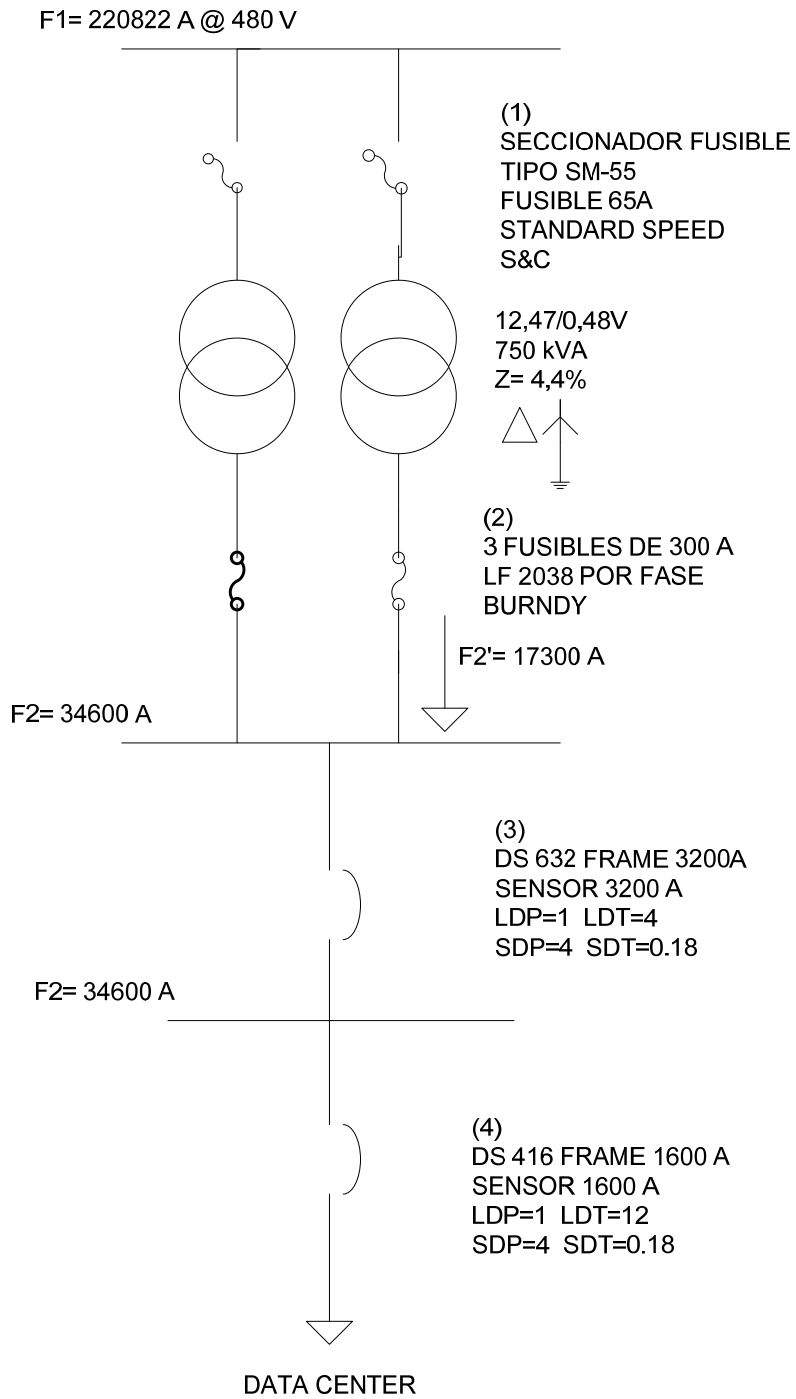 F1= 220822 A @ 480 V
(1)
SECCIONADOR FUSIBLE
TIPO SM-55
FUSIBLE 65A
STANDARD SPEED
S&C
12,47/0,48V
750 kVA
Z= 4,4%
(2)
3 FUSIBLES DE 300 A
LF 2038 POR FASE
BURNDY
F2'= 17300 A
F2= 34600 A
(3)
DS 632 FRAME 3200A
SENSOR 3200 A
LDP=1 LDT=4
SDP=4 SDT=0.18
F2= 34600 A
(4)
DS 416 FRAME 1600 A
SENSOR 1600 A
LDP=1 LDT=12
SDP=4 SDT=0.18
DATA CENTER